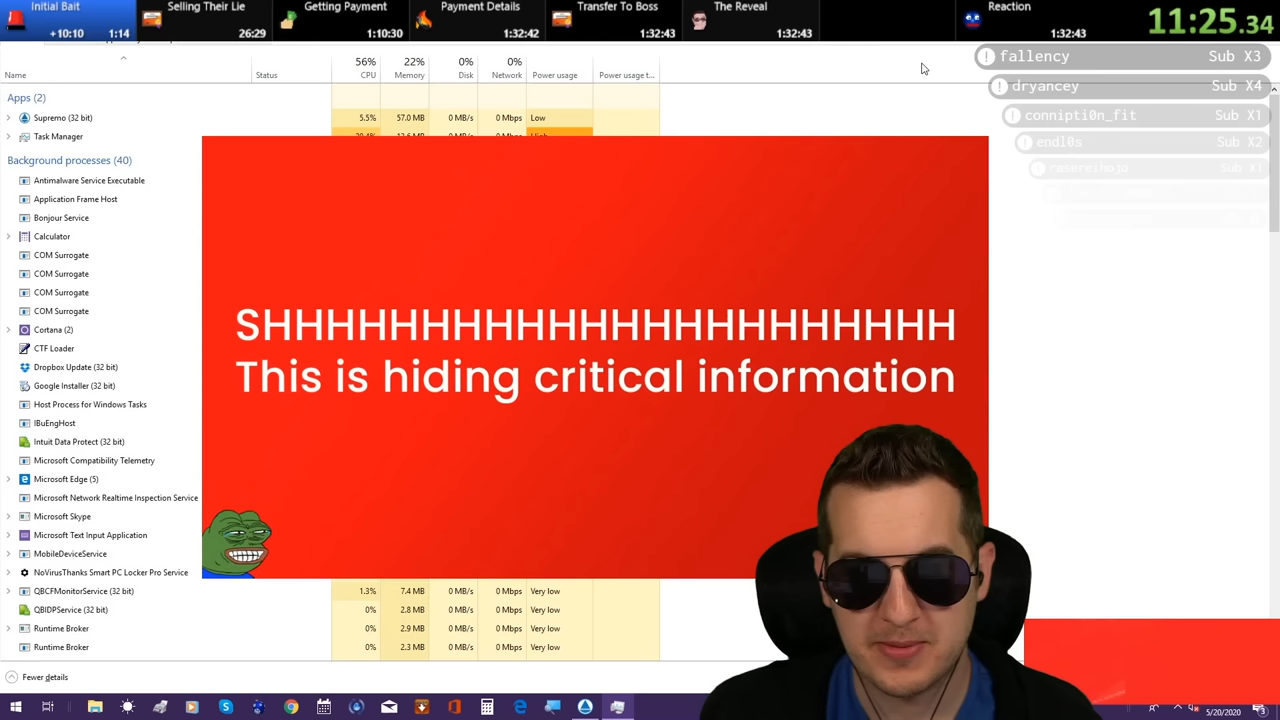 Initial Bait
+10:10 1:14
Selling Their Lie
26:29
Getting Payment
1:10:30
Payment Details
1:32:42
Transfer To Boss
1:32:43
The Reveal
1:32:43
Reaction
1:32:43
11:25.34
fallency Sub X3
dryancey Sub X4
connipti0n_fit Sub X1
endl0s Sub X2
Sub X1
56% 22% 0% 0%
Name Status CPU Memory Disk Network Power usage Power usage t...
Apps (2)
Supremo (32 bit) 5.5% 57.0 MB 0 MB/s 0 Mbps Low
Task Manager
Background processes (40)
Antimalware Service Executable
Application Frame Host
Bonjour Service
Calculator
COM Surrogate
COM Surrogate
COM Surrogate
COM Surrogate
Cortana (2)
CTF Loader
Dropbox Update (32 bit)
Google Installer (32 bit)
Host Process for Windows Tasks
IBuEngHost
Intuit Data Protect (32 bit)
Microsoft Compatibility Telemetry
Microsoft Edge (5)
Microsoft Network Realtime Inspection Service
Microsoft Skype
Microsoft Text Input Application
MobileDeviceService
NoVirusThanks Smart PC Locker Pro Service
QBCFMonitorService (32 bit) 1.3% 7.4 MB 0 MB/s 0 Mbps Very low
QBIDPService (32 bit) 0% 2.8 MB 0 MB/s 0 Mbps Very low
Runtime Broker 0% 2.9 MB 0 MB/s 0 Mbps Very low
Runtime Broker 0% 2.3 MB 0 MB/s 0 Mbps Very low
SHHHHHHHHHHHHHHHHHHHHHH
This is hiding critical information
Fewer details
5/20/2020